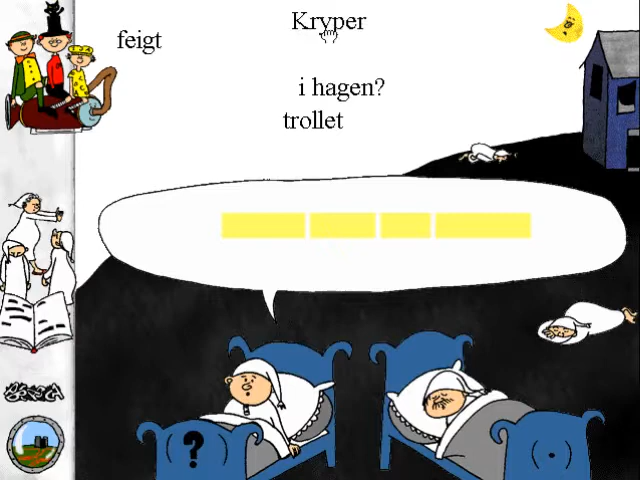 Kryper
feigt
i hagen?
trollet
?
.